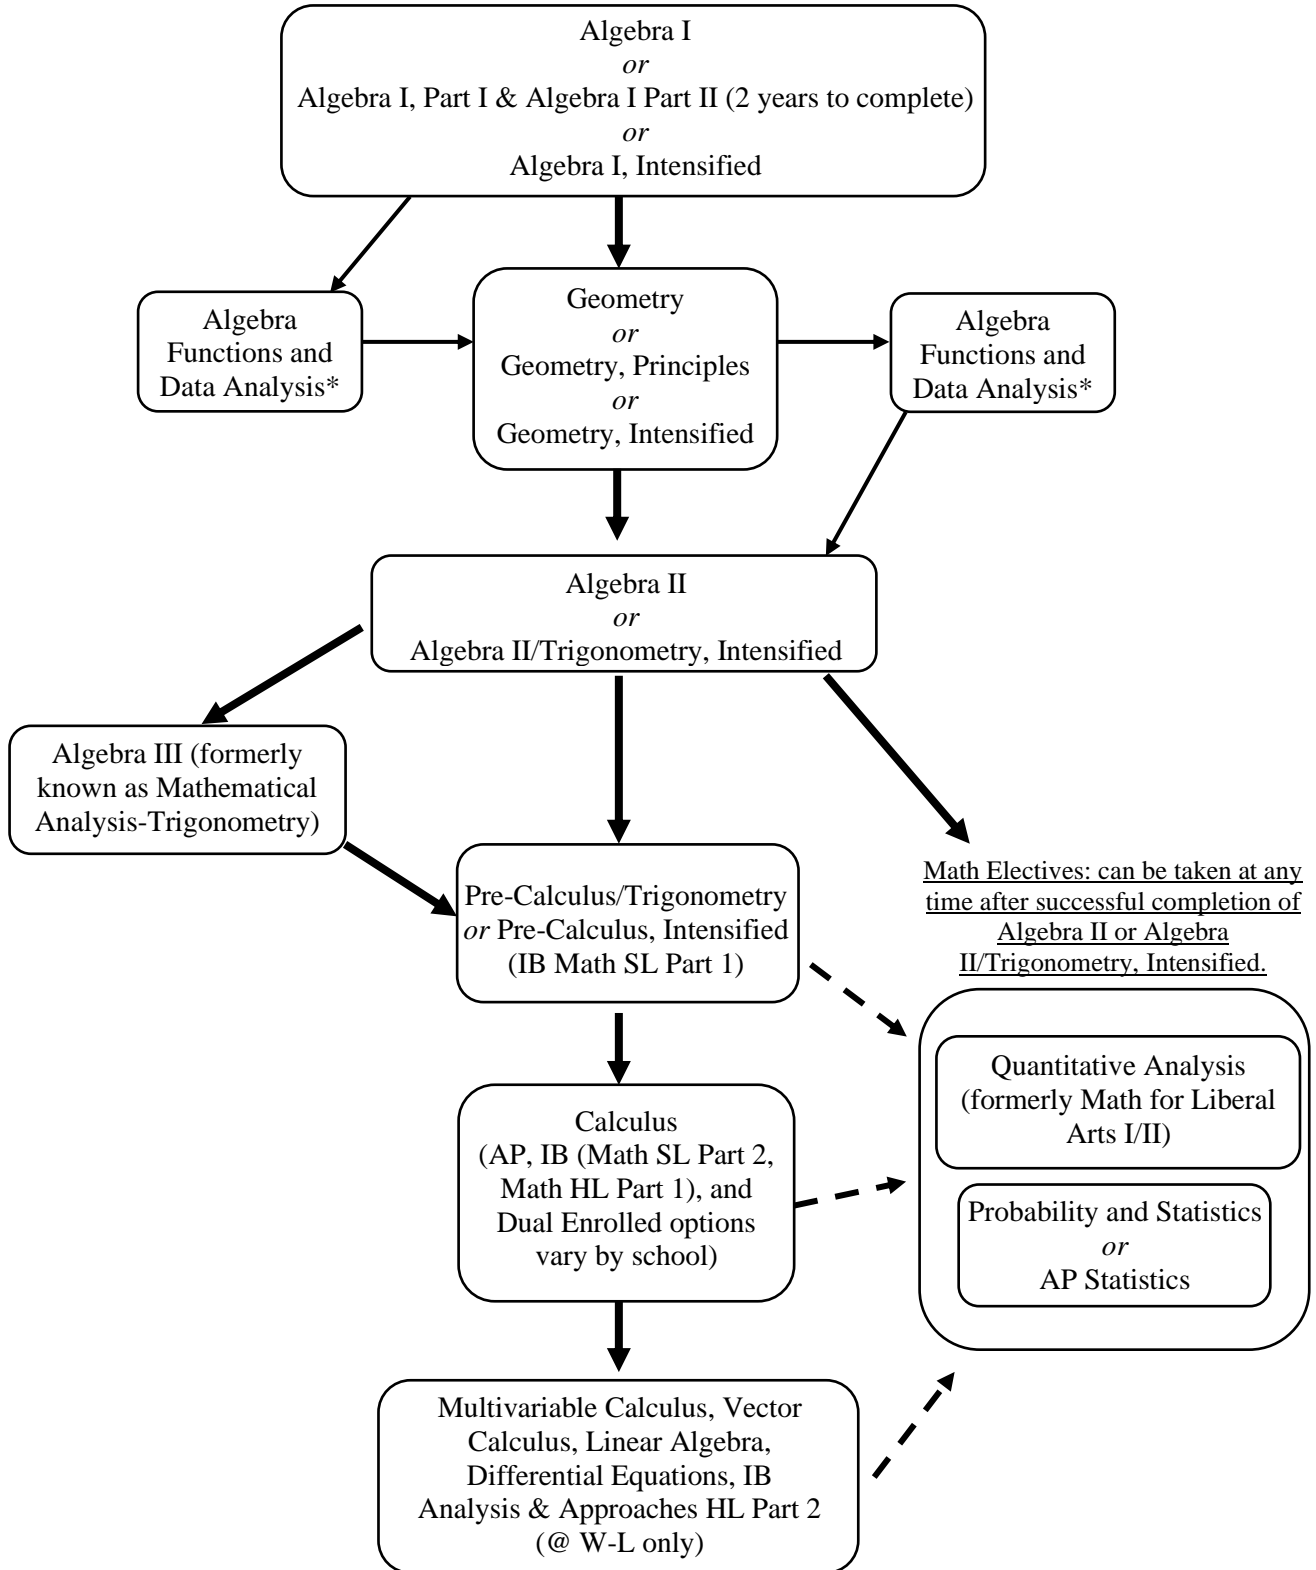 Algebra I
or
Algebra I, Part I & Algebra I Part II (2 years to complete)
or
Algebra I, Intensified
Algebra
Functions and
Data Analysis*
Geometry
or
Geometry, Principles
or
Geometry, Intensified
Algebra
Functions and
Data Analysis*
Algebra II
or
Algebra II/Trigonometry, Intensified
Algebra III (formerly
known as Mathematical
Analysis-Trigonometry)
Pre-Calculus/Trigonometry
or Pre-Calculus, Intensified
(IB Math SL Part 1)
Math Electives: can be taken at any
time after successful completion of
Algebra II or Algebra
II/Trigonometry, Intensified.
Quantitative Analysis
(formerly Math for Liberal
Arts I/II)
Probability and Statistics
or
AP Statistics
Calculus
(AP, IB (Math SL Part 2,
Math HL Part 1), and
Dual Enrolled options
vary by school)
Multivariable Calculus, Vector
Calculus, Linear Algebra,
Differential Equations, IB
Analysis & Approaches HL Part 2
(@ W-L only)